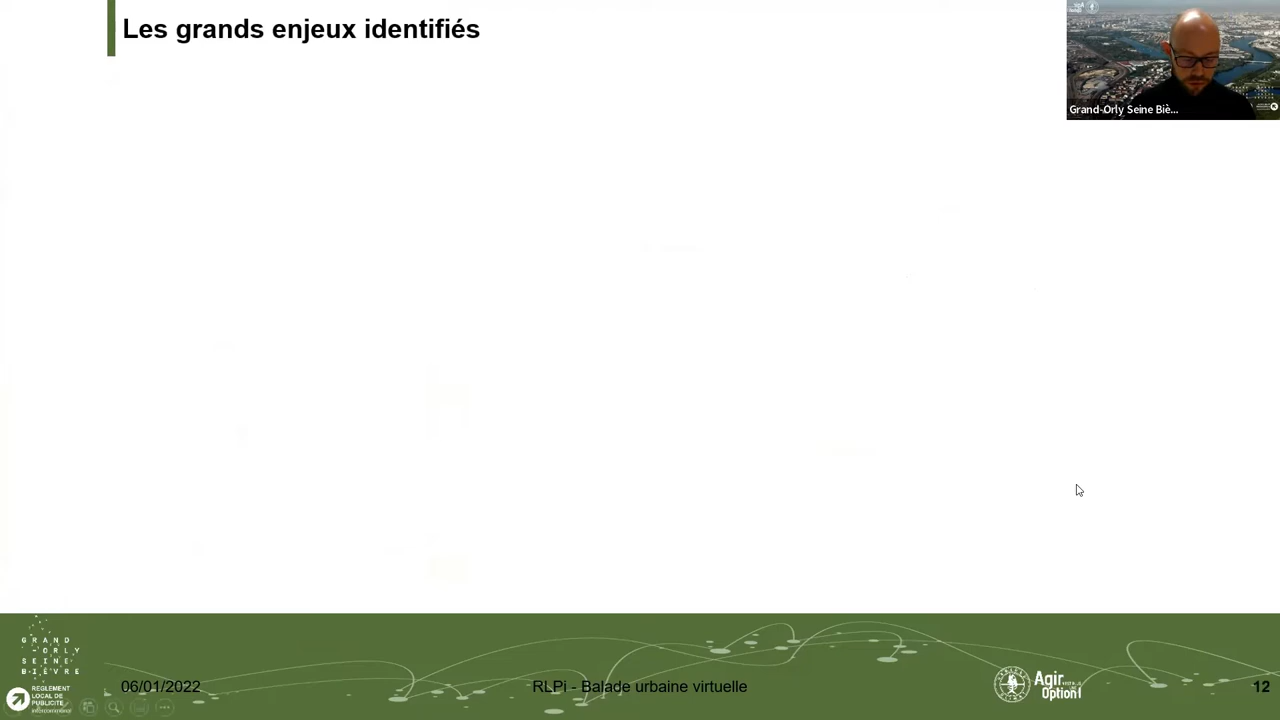 Les grands enjeux identifiés
Grand-Orly Seine Biè...
GRAND
-ORLY
SEINE
BIÈVRE
RÈGLEMENT
LOCAL DE
PUBLICITÉ
intercommunal
06/01/2022
RLPi - Balade urbaine virtuelle
Agir
Option
12